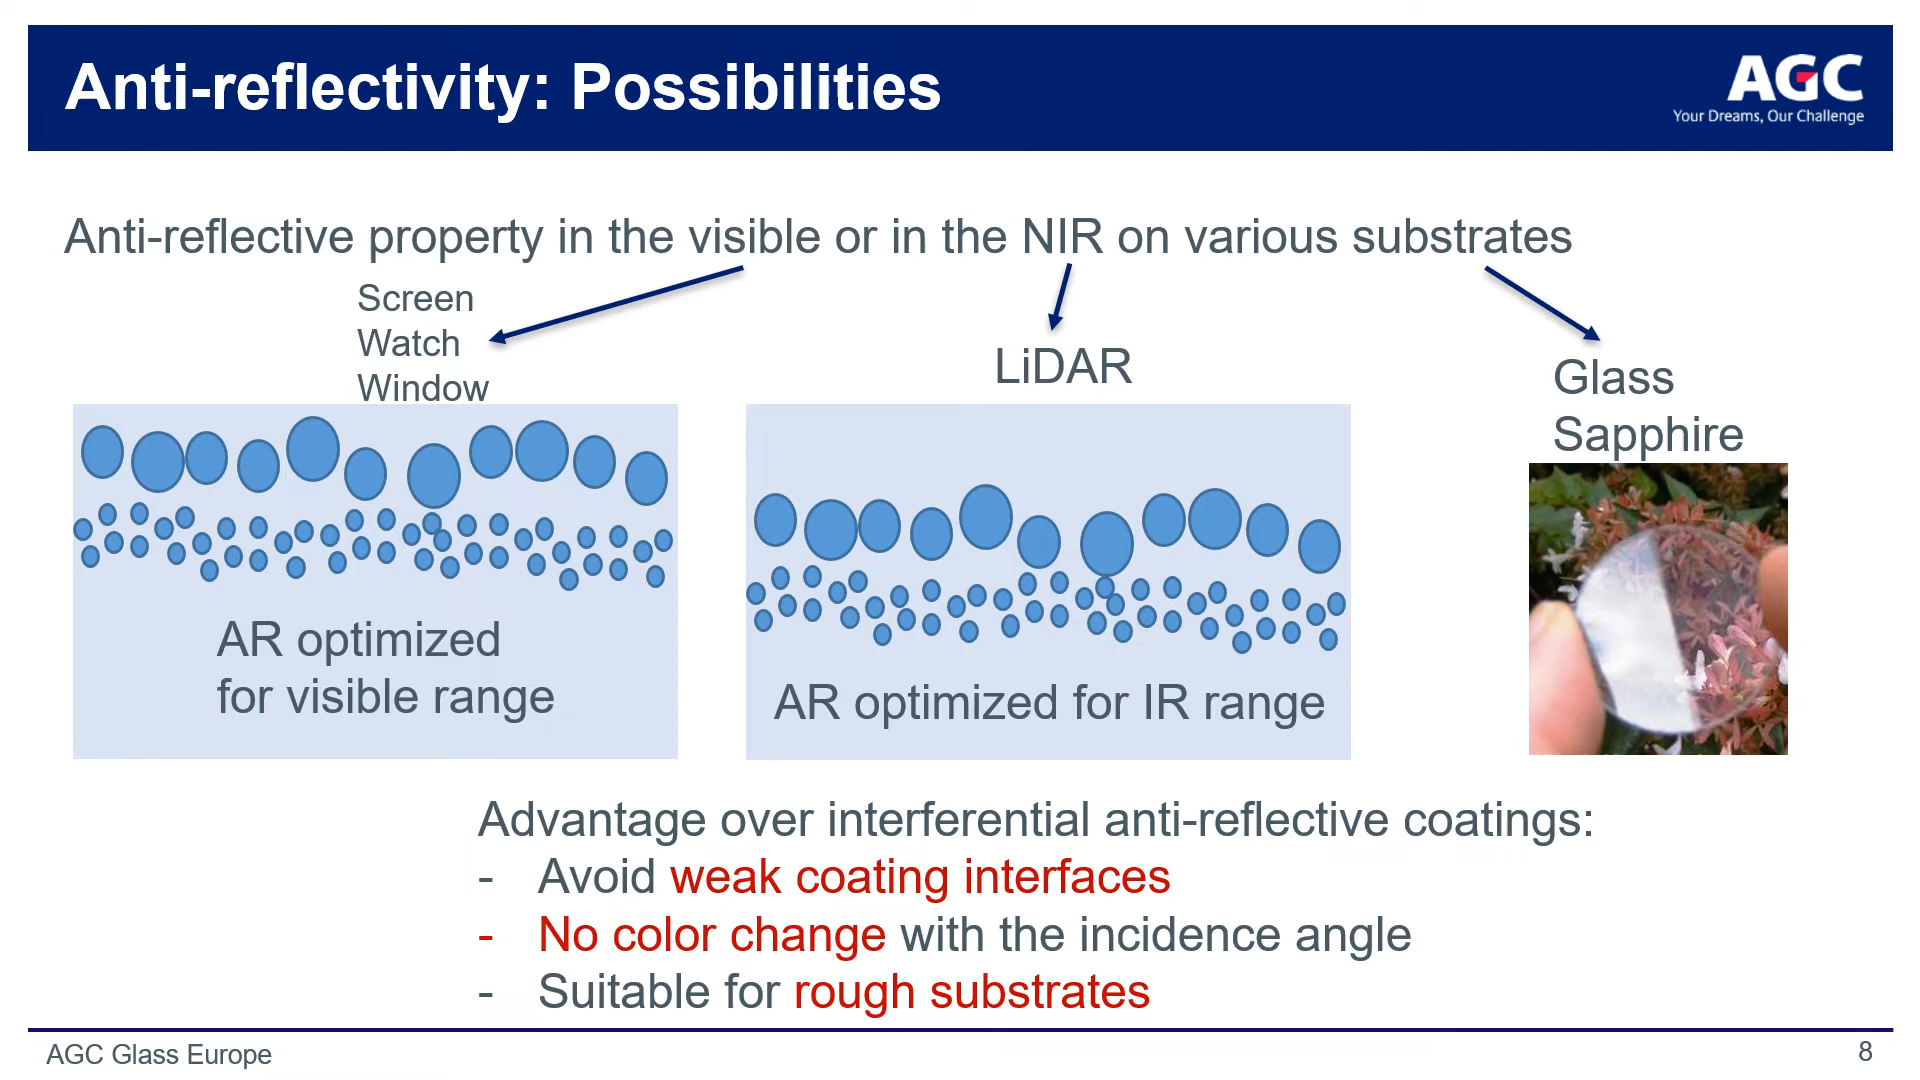 Anti-reflectivity: Possibilities
AGC
Your Dreams, Our Challenge
Anti-reflective property in the visible or in the NIR on various substrates
Screen
Watch
Window
LiDAR
Glass
Sapphire
AR optimized
for visible range
AR optimized for IR range
Advantage over interferential anti-reflective coatings:
- Avoid weak coating interfaces
- No color change with the incidence angle
- Suitable for rough substrates
AGC Glass Europe
8